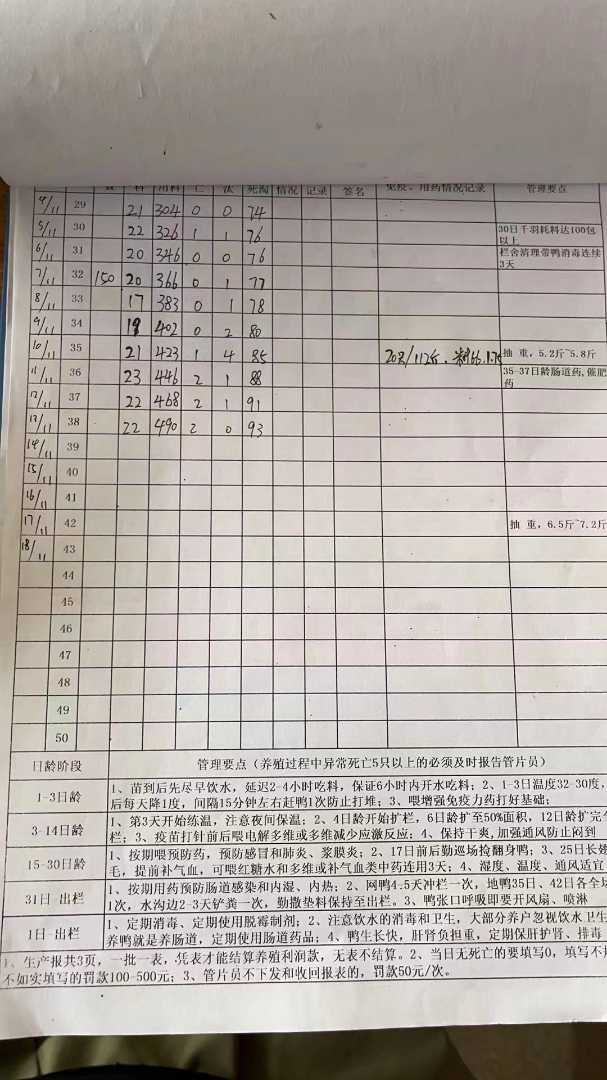 料 用料 亡 汰 死淘 情况 记录 签名 免疫、用药情况记录 管理要点
4/11 29 21 304 0 0 74
5/11 30 22 326 1 1 76 30日千羽耗料达100包以上
6/11 31 20 346 0 0 76 栏舍清理带鸭消毒连续3天
7/11 32 150 20 366 0 1 77
8/11 33 17 383 0 1 78
9/11 34 19 402 0 2 80
10/11 35 21 423 1 4 85 20只/112斤. 抽 重，5.2斤~5.8斤
11/11 36 23 446 2 1 88 35-37日龄肠道药,催肥药
12/11 37 22 468 2 1 91
13/11 38 22 490 2 0 93
14/11 39
15/11 40
16/11 41
17/11 42 抽 重，6.5斤~7.2斤
18/11 43
44
45
46
47
48
49
50
日龄阶段 管理要点（养殖过程中异常死亡5只以上的必须及时报告管片员）
1-3日龄 1、苗到后先尽早饮水，延迟2-4小时吃料，保证6小时内开水吃料；2、1-3日温度32-30度，
后每天降1度，间隔15分钟左右赶鸭1次防止打堆；3、喂增强免疫力药打好基础；
3-14日龄 1、第3天开始练温，注意夜间保温；2、4日龄开始扩栏，6日龄扩至50%面积，12日龄扩完全
栏；3、疫苗打针前后喂电解多维或多维减少应激反应；4、保持干爽,加强通风防止闷到
15-30日龄 1、按期喂预防药，预防感冒和肺炎、浆膜炎；2、17日前后勤巡场捡翻身鸭；3、25日长翅
毛，提前补气血，可喂红糖水和多维或补气血类中药连用3天；4、湿度、温度、通风适宜
31日-出栏 1、按期用药预防肠道感染和内湿、内热；2、网鸭4-5天冲栏一次，地鸭35日、42日各全场
1次，水沟边2-3天铲粪一次，勤撒垫料保持至出栏。3、鸭张口呼吸即要开风扇、喷淋
1日-出栏 1、定期消毒、定期使用脱霉制剂；2、注意饮水的消毒和卫生，大部分养户忽视饮水卫生
养鸭就是养肠道，定期使用肠道药品；4、鸭生长快，肝肾负担重，定期保肝护肾、排毒
1、生产报共3页，一批一表，凭表才能结算养殖利润款，无表不结算。2、当日无死亡的要填写0，填写不规
不如实填写的罚款100-500元；3、管片员不下发和收回报表的，罚款50元/次。